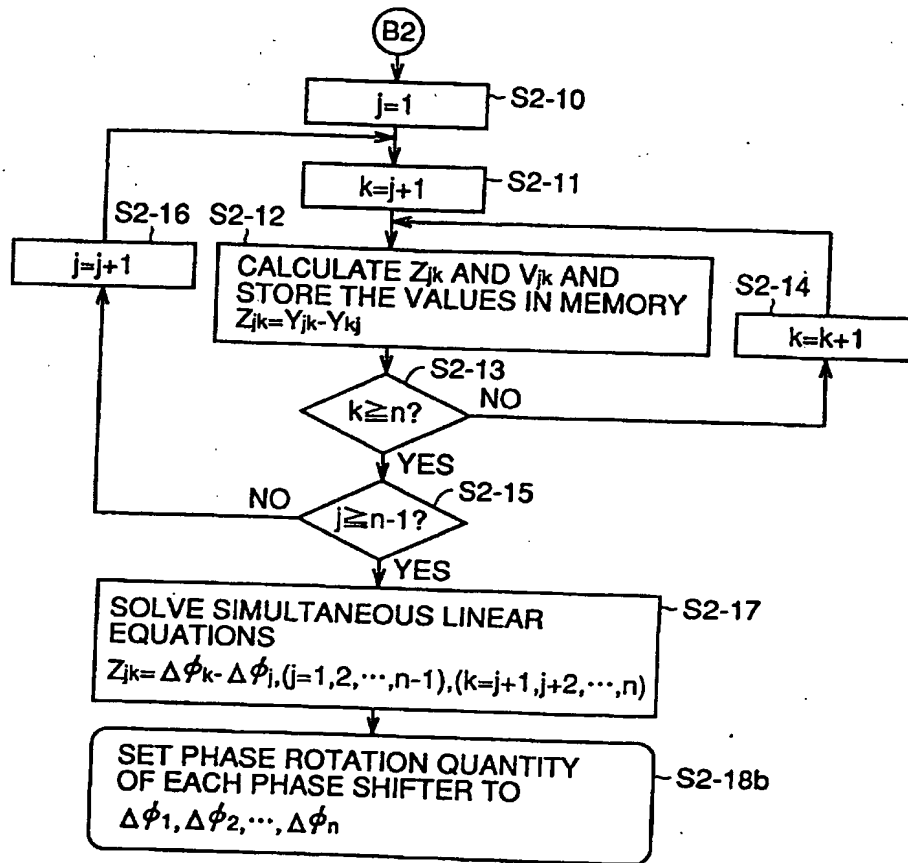 B2
j=1
S2-10
k=j+1
S2-11
S2-16
S2-12
j=j+1
CALCULATE Zjk AND Vjk AND
STORE THE VALUES IN MEMORY
Zjk=Yjk-Ykj
S2-14
k=k+1
S2-13
k≧n?
NO
YES
S2-15
NO
j≧n-1?
YES
SOLVE SIMULTANEOUS LINEAR
EQUATIONS
Zjk=Δϕk-Δϕj,(j=1,2,⋯,n-1),(k=j+1,j+2,⋯,n)
S2-17
SET PHASE ROTATION QUANTITY
OF EACH PHASE SHIFTER TO
Δϕ1,Δϕ2,⋯,Δϕn
S2-18b